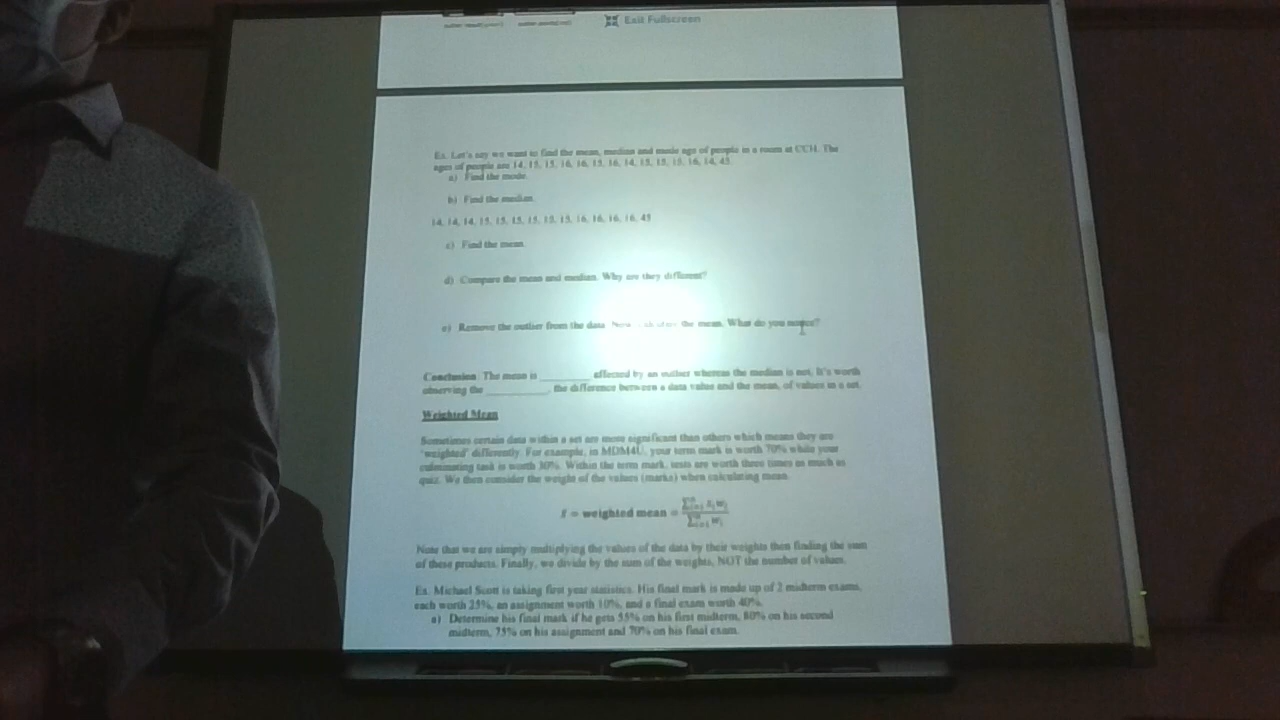 Exit Fullscreen
Ex. Let's say we want to find the mean, median and mode age of people in a room at CCH. The
ages of people are 14, 15, 15, 16, 16, 15, 16, 14, 15, 15, 15, 16, 14, 45.
a) Find the mode.
b) Find the median.
14, 14, 14, 15, 15, 15, 15, 15, 15, 16, 16, 16, 16, 45
c) Find the mean.
d) Compare the mean and median. Why are they different?
e) Remove the outlier from the data. Now calculate the mean. What do you notice?
Conclusion: The mean is ________ affected by an outlier whereas the median is not. It's worth
observing the __________, the difference between a data value and the mean, of values in a set.
Weighted Mean
Sometimes certain data within a set are more significant than others which means they are
'weighted' differently. For example, in MDM4U, your term mark is worth 70% while your
culminating task is worth 30%. Within the term mark, tests are worth three times as much as
quiz. We then consider the weight of the values (marks) when calculating mean.
x̄ = weighted mean = Σⁿᵢ₌₁ xᵢwᵢ / Σⁿᵢ₌₁ wᵢ
Note that we are simply multiplying the values of the data by their weights then finding the sum
of these products. Finally, we divide by the sum of the weights, NOT the number of values.
Ex. Michael Scott is taking first year statistics. His final mark is made up of 2 midterm exams,
each worth 25%, an assignment worth 10%, and a final exam worth 40%.
a) Determine his final mark if he gets 55% on his first midterm, 80% on his second
midterm, 75% on his assignment and 70% on his final exam.